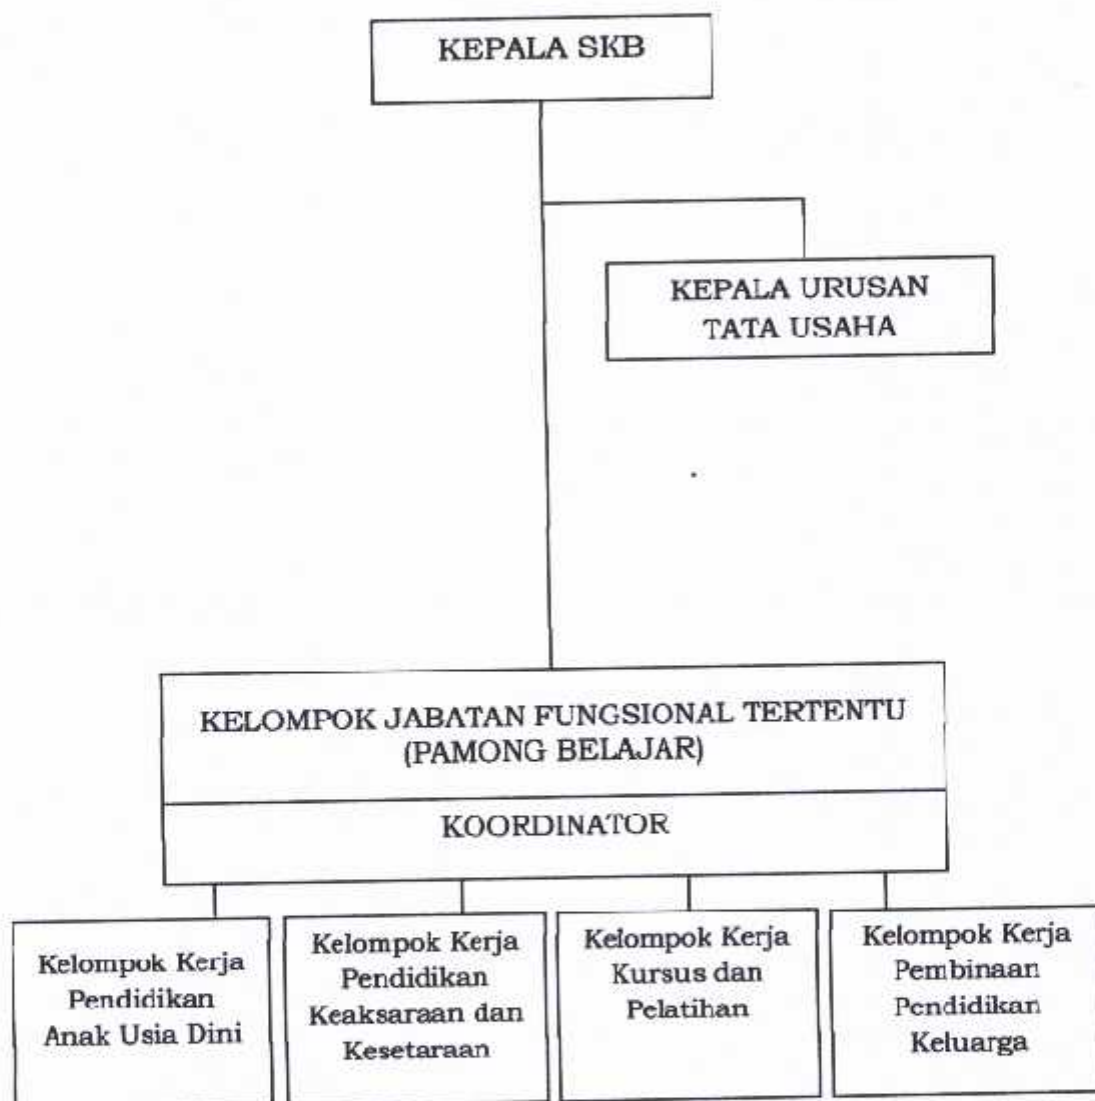 KEPALA SKB
KEPALA URUSAN
TATA USAHA
KELOMPOK JABATAN FUNGSIONAL TERTENTU
(PAMONG BELAJAR)
KOORDINATOR
Kelompok Kerja
Pendidikan
Anak Usia Dini
Kelompok Kerja
Pendidikan
Keaksaraan dan
Kesetaraan
Kelompok Kerja
Kursus dan
Pelatihan
Kelompok Kerja
Pembinaan
Pendidikan
Keluarga